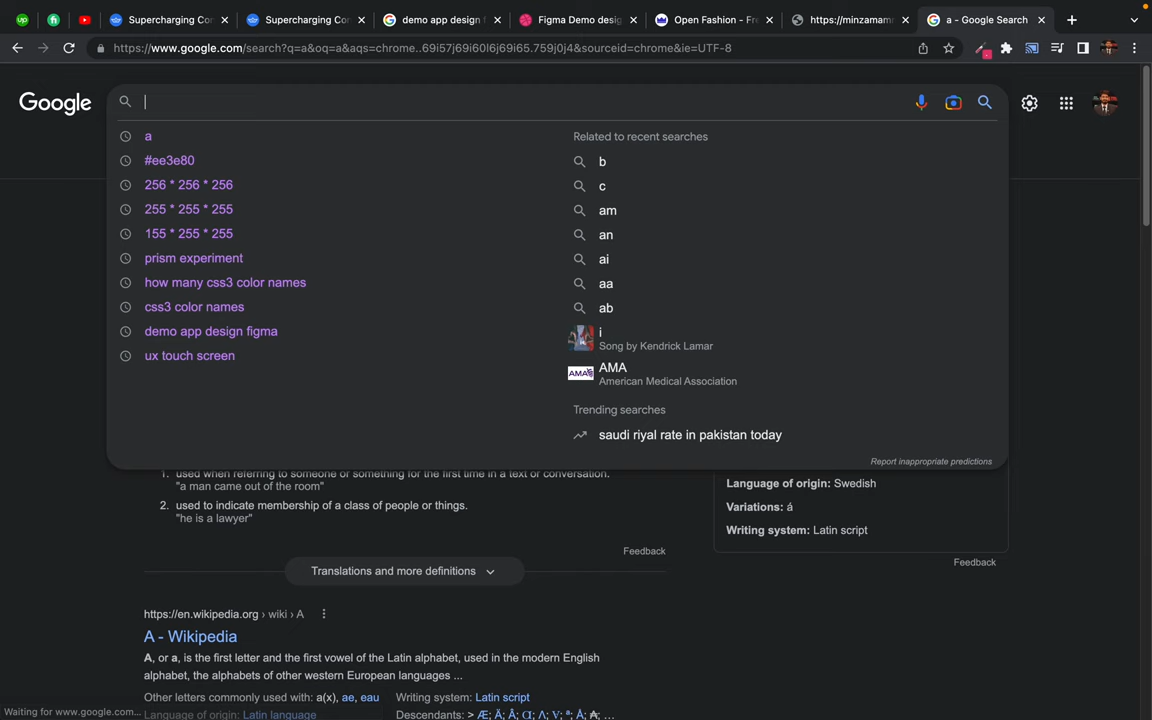 up
fi
Supercharging Con
Supercharging Con
demo app design f
Figma Demo desig
Open Fashion - Fre
https://minzamam
a - Google Search
https://www.google.com/search?q=a&oq=a&aqs=chrome..69i57j69i60l6j69i65.759j0j4&sourceid=chrome&ie=UTF-8
Google
a
#ee3e80
256 * 256 * 256
255 * 255 * 255
155 * 255 * 255
prism experiment
how many css3 color names
css3 color names
demo app design figma
ux touch screen
Related to recent searches
b
c
am
an
ai
aa
ab
i
Song by Kendrick Lamar
AMA
AMA
American Medical Association
Trending searches
saudi riyal rate in pakistan today
Report inappropriate predictions
1. used when referring to someone or something for the first time in a text or conversation.
"a man came out of the room"
2. used to indicate membership of a class of people or things.
"he is a lawyer"
Feedback
Translations and more definitions
Language of origin: Swedish
Variations: á
Writing system: Latin script
Feedback
https://en.wikipedia.org › wiki › A
A - Wikipedia
A, or a, is the first letter and the first vowel of the Latin alphabet, used in the modern English
alphabet, the alphabets of other western European languages ...
Other letters commonly used with: a(x), ae, eau
Writing system: Latin script
Language of origin: Latin language
Waiting for www.google.com...